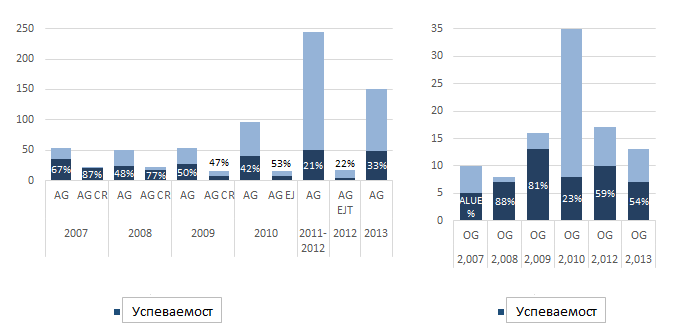 250
200
150
100
50
0
67% 87% 48% 77% 50% 47% 42% 53% 21% 22% 33%
AG AG CR AG AG CR AG AG CR AG AG EJ AG AG EJT AG
2007 2008 2009 2010 2011-2012 2012 2013
Успеваемост
35
30
25
20
15
10
5
0
ALUE%
88% 81% 23% 59% 54%
OG OG OG OG OG OG
2,007 2,008 2,009 2,010 2,012 2,013
Успеваемост